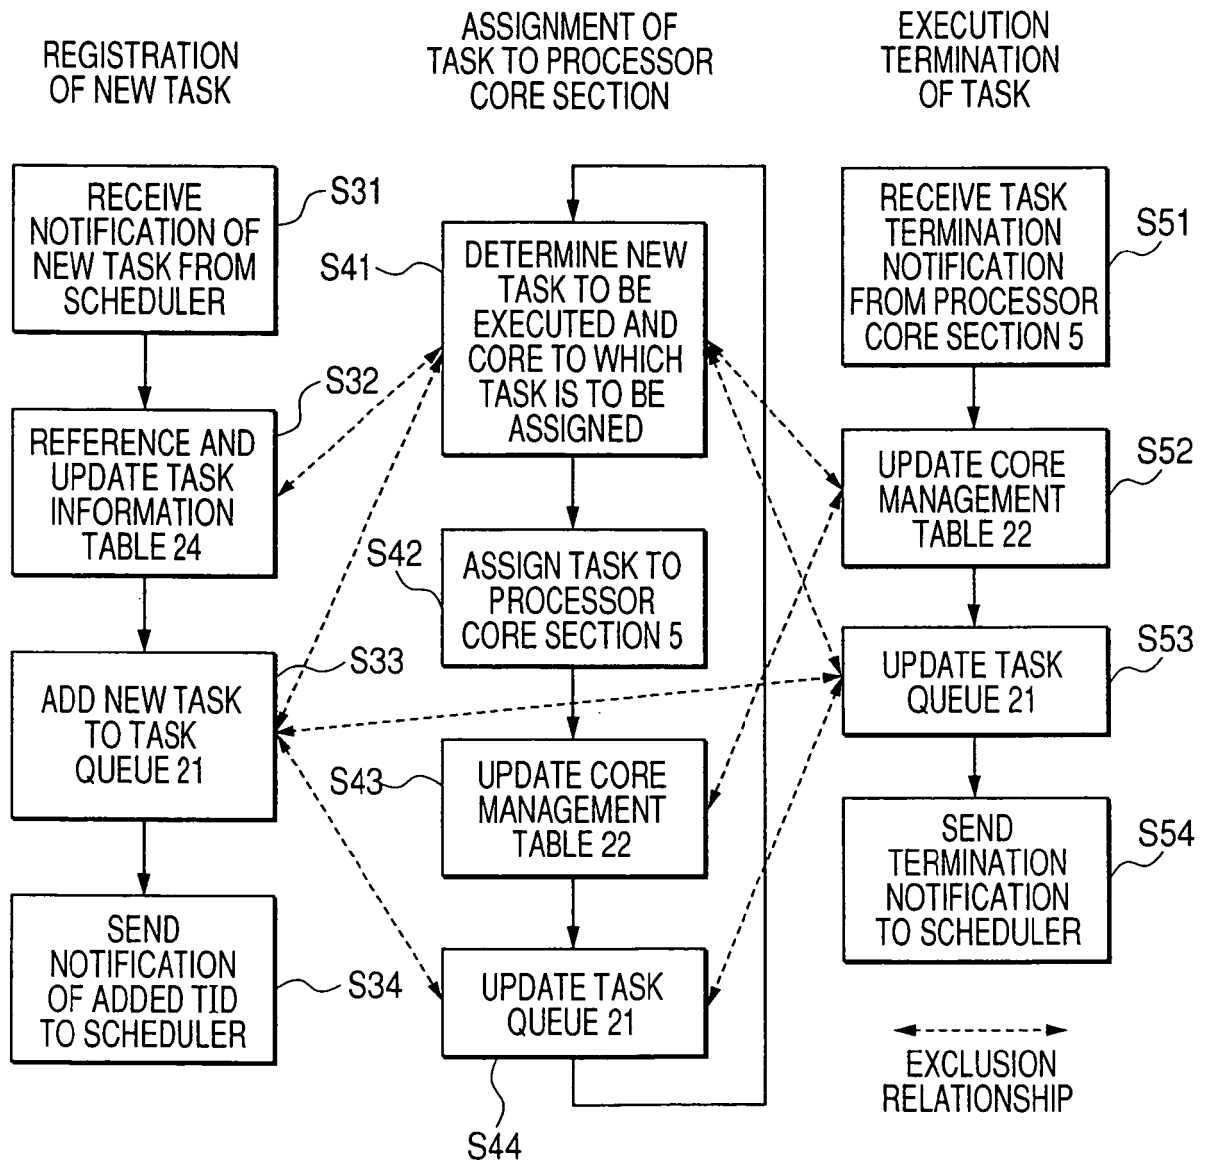 REGISTRATION
OF NEW TASK
RECEIVE
NOTIFICATION OF
NEW TASK FROM
SCHEDULER
S31
REFERENCE AND
UPDATE TASK
INFORMATION
TABLE 24
S32
ADD NEW TASK
TO TASK
QUEUE 21
S33
SEND
NOTIFICATION
OF ADDED TID
TO SCHEDULER
S34
ASSIGNMENT OF
TASK TO PROCESSOR
CORE SECTION
S41
DETERMINE NEW
TASK TO BE
EXECUTED AND
CORE TO WHICH
TASK IS TO BE
ASSIGNED
S42
ASSIGN TASK TO
PROCESSOR
CORE SECTION 5
S43
UPDATE CORE
MANAGEMENT
TABLE 22
UPDATE TASK
QUEUE 21
S44
EXECUTION
TERMINATION
OF TASK
RECEIVE TASK
TERMINATION
NOTIFICATION
FROM PROCESSOR
CORE SECTION 5
S51
UPDATE CORE
MANAGEMENT
TABLE 22
S52
UPDATE TASK
QUEUE 21
S53
SEND
TERMINATION
NOTIFICATION
TO SCHEDULER
S54
EXCLUSION
RELATIONSHIP